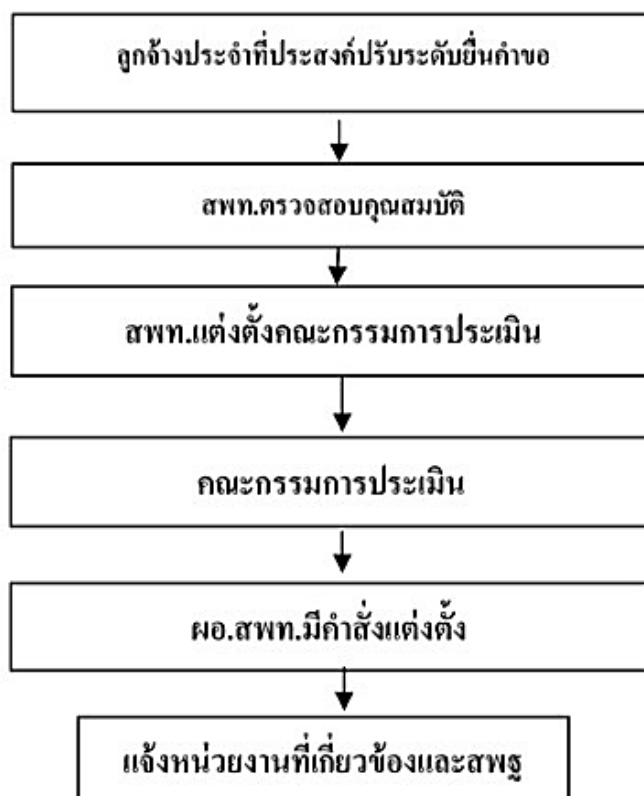 ลูกจ้างประจำที่ประสงค์ปรับระดับยื่นคำขอ
สพท.ตรวจสอบคุณสมบัติ
สพท.แต่งตั้งคณะกรรมการประเมิน
คณะกรรมการประเมิน
ผอ.สพท.มีคำสั่งแต่งตั้ง
แจ้งหน่วยงานที่เกี่ยวข้องและสพฐ